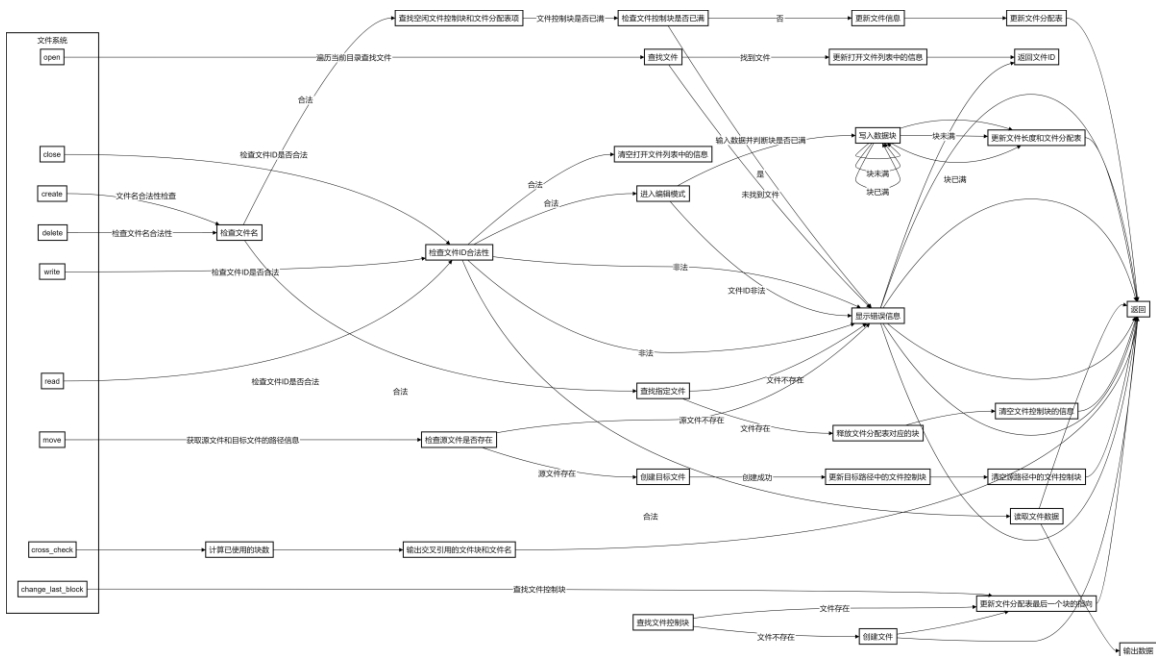 查找空闲文件控制块和文件分配表项
文件控制块是否已满
检查文件控制块是否已满
否
更新文件信息
更新文件分配表
文件系统
open
遍历当前目录查找文件
查找文件
找到文件
更新打开文件列表中的信息
返回文件ID
合法
输入数据并判断块是否已满
写入数据块
块未满
更新文件长度和文件分配表
close
检查文件ID是否合法
清空打开文件列表中的信息
块未满
块已满
块已满
是
合法
未找到文件
create
文件名合法性检查
合法
进入编辑模式
delete
检查文件名合法性
检查文件名
检查文件ID合法性
write
检查文件ID是否合法
非法
文件ID非法
显示错误信息
返回
非法
read
检查文件ID是否合法
合法
查找指定文件
文件不存在
清空文件控制块的信息
源文件不存在
文件存在
释放文件分配表对应的块
move
获取源文件和目标文件的路径信息
检查源文件是否存在
源文件存在
创建目标文件
创建成功
更新目标路径中的文件控制块
清空源路径中的文件控制块
合法
读取文件数据
cross_check
计算已使用的块数
输出交叉引用的文件块和文件名
change_last_block
查找文件控制块
更新文件分配表最后一个块的指向
文件存在
查找文件控制块
文件不存在
创建文件
输出数据